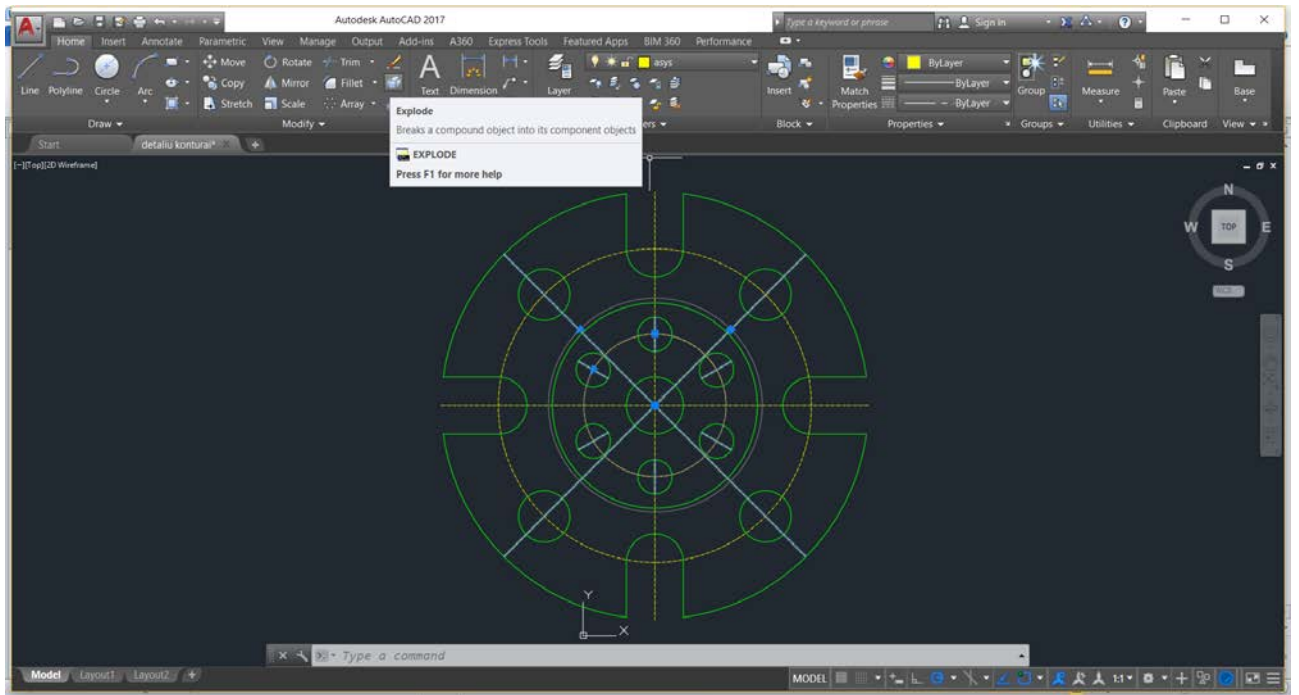 Autodesk AutoCAD 2017
Type a keyword or phrase
Sign In
Home Insert Annotate Parametric View Manage Output Add-ins A360 Express Tools Featured Apps BIM 360 Performance
Move Rotate Trim asys ByLayer
Copy Mirror Fillet ByLayer
Stretch Scale Array ByLayer
Line Polyline Circle Arc Text Dimension Layer Insert Match Properties Group Measure Paste Base
Draw Modify Block Properties Groups Utilities Clipboard View
Explode
Breaks a compound object into its component objects
EXPLODE
Press F1 for more help
Start detaliu konturai*
[-][Top][2D Wireframe]
N
W TOP E
S
Y
X
Type a command
Model Layout1 Layout2 +
MODEL 1:1